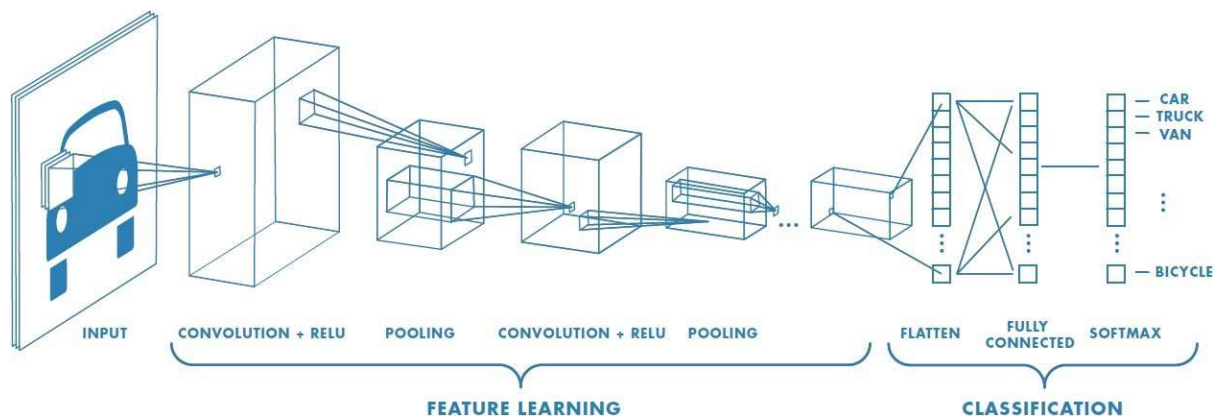 CAR
TRUCK
VAN
BICYCLE
INPUT
CONVOLUTION + RELU
POOLING
CONVOLUTION + RELU
POOLING
FLATTEN
FULLY
CONNECTED
SOFTMAX
FEATURE LEARNING
CLASSIFICATION